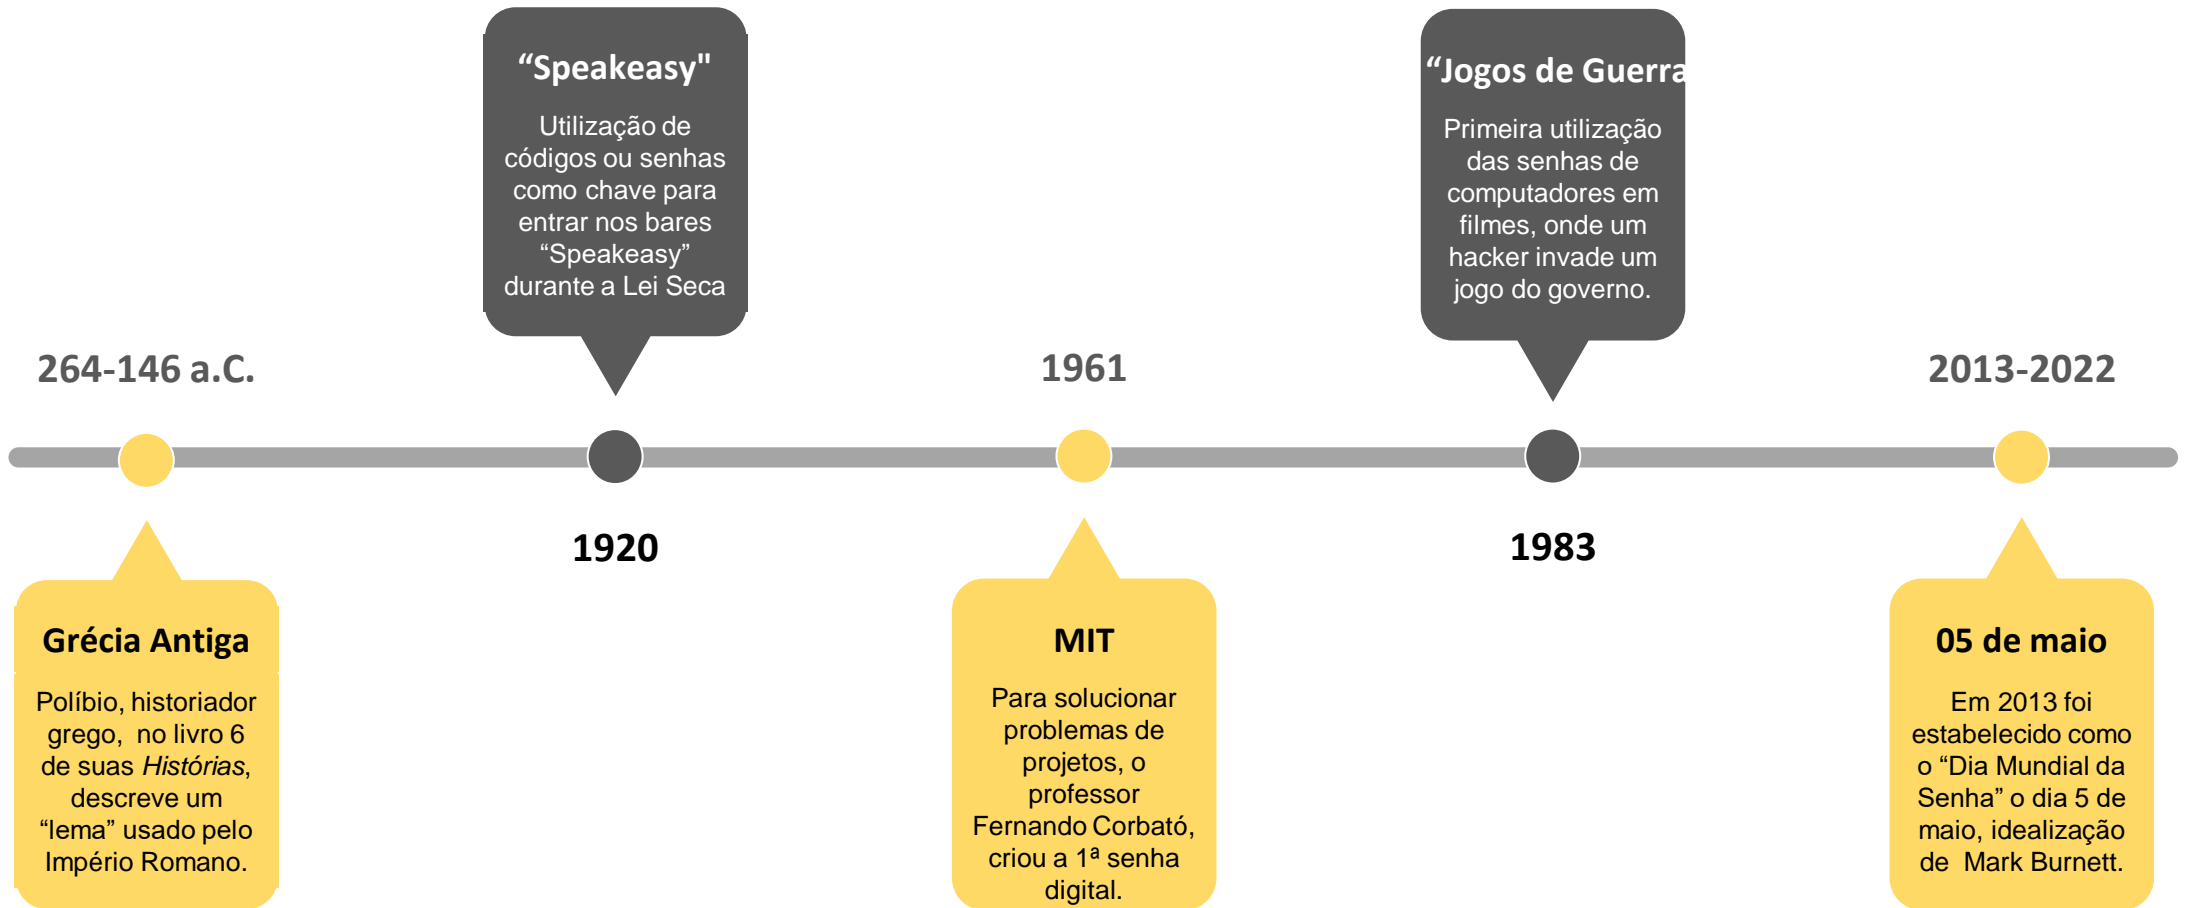 264-146 a.C.
Grécia Antiga
Políbio, historiador
grego, no livro 6
de suas Histórias,
descreve um
“lema” usado pelo
Império Romano.
“Speakeasy"
Utilização de
códigos ou senhas
como chave para
entrar nos bares
“Speakeasy”
durante a Lei Seca
1920
1961
MIT
Para solucionar
problemas de
projetos, o
professor
Fernando Corbató,
criou a 1ª senha
digital.
“Jogos de Guerra
Primeira utilização
das senhas de
computadores em
filmes, onde um
hacker invade um
jogo do governo.
1983
2013-2022
05 de maio
Em 2013 foi
estabelecido como
o “Dia Mundial da
Senha” o dia 5 de
maio, idealização
de Mark Burnett.